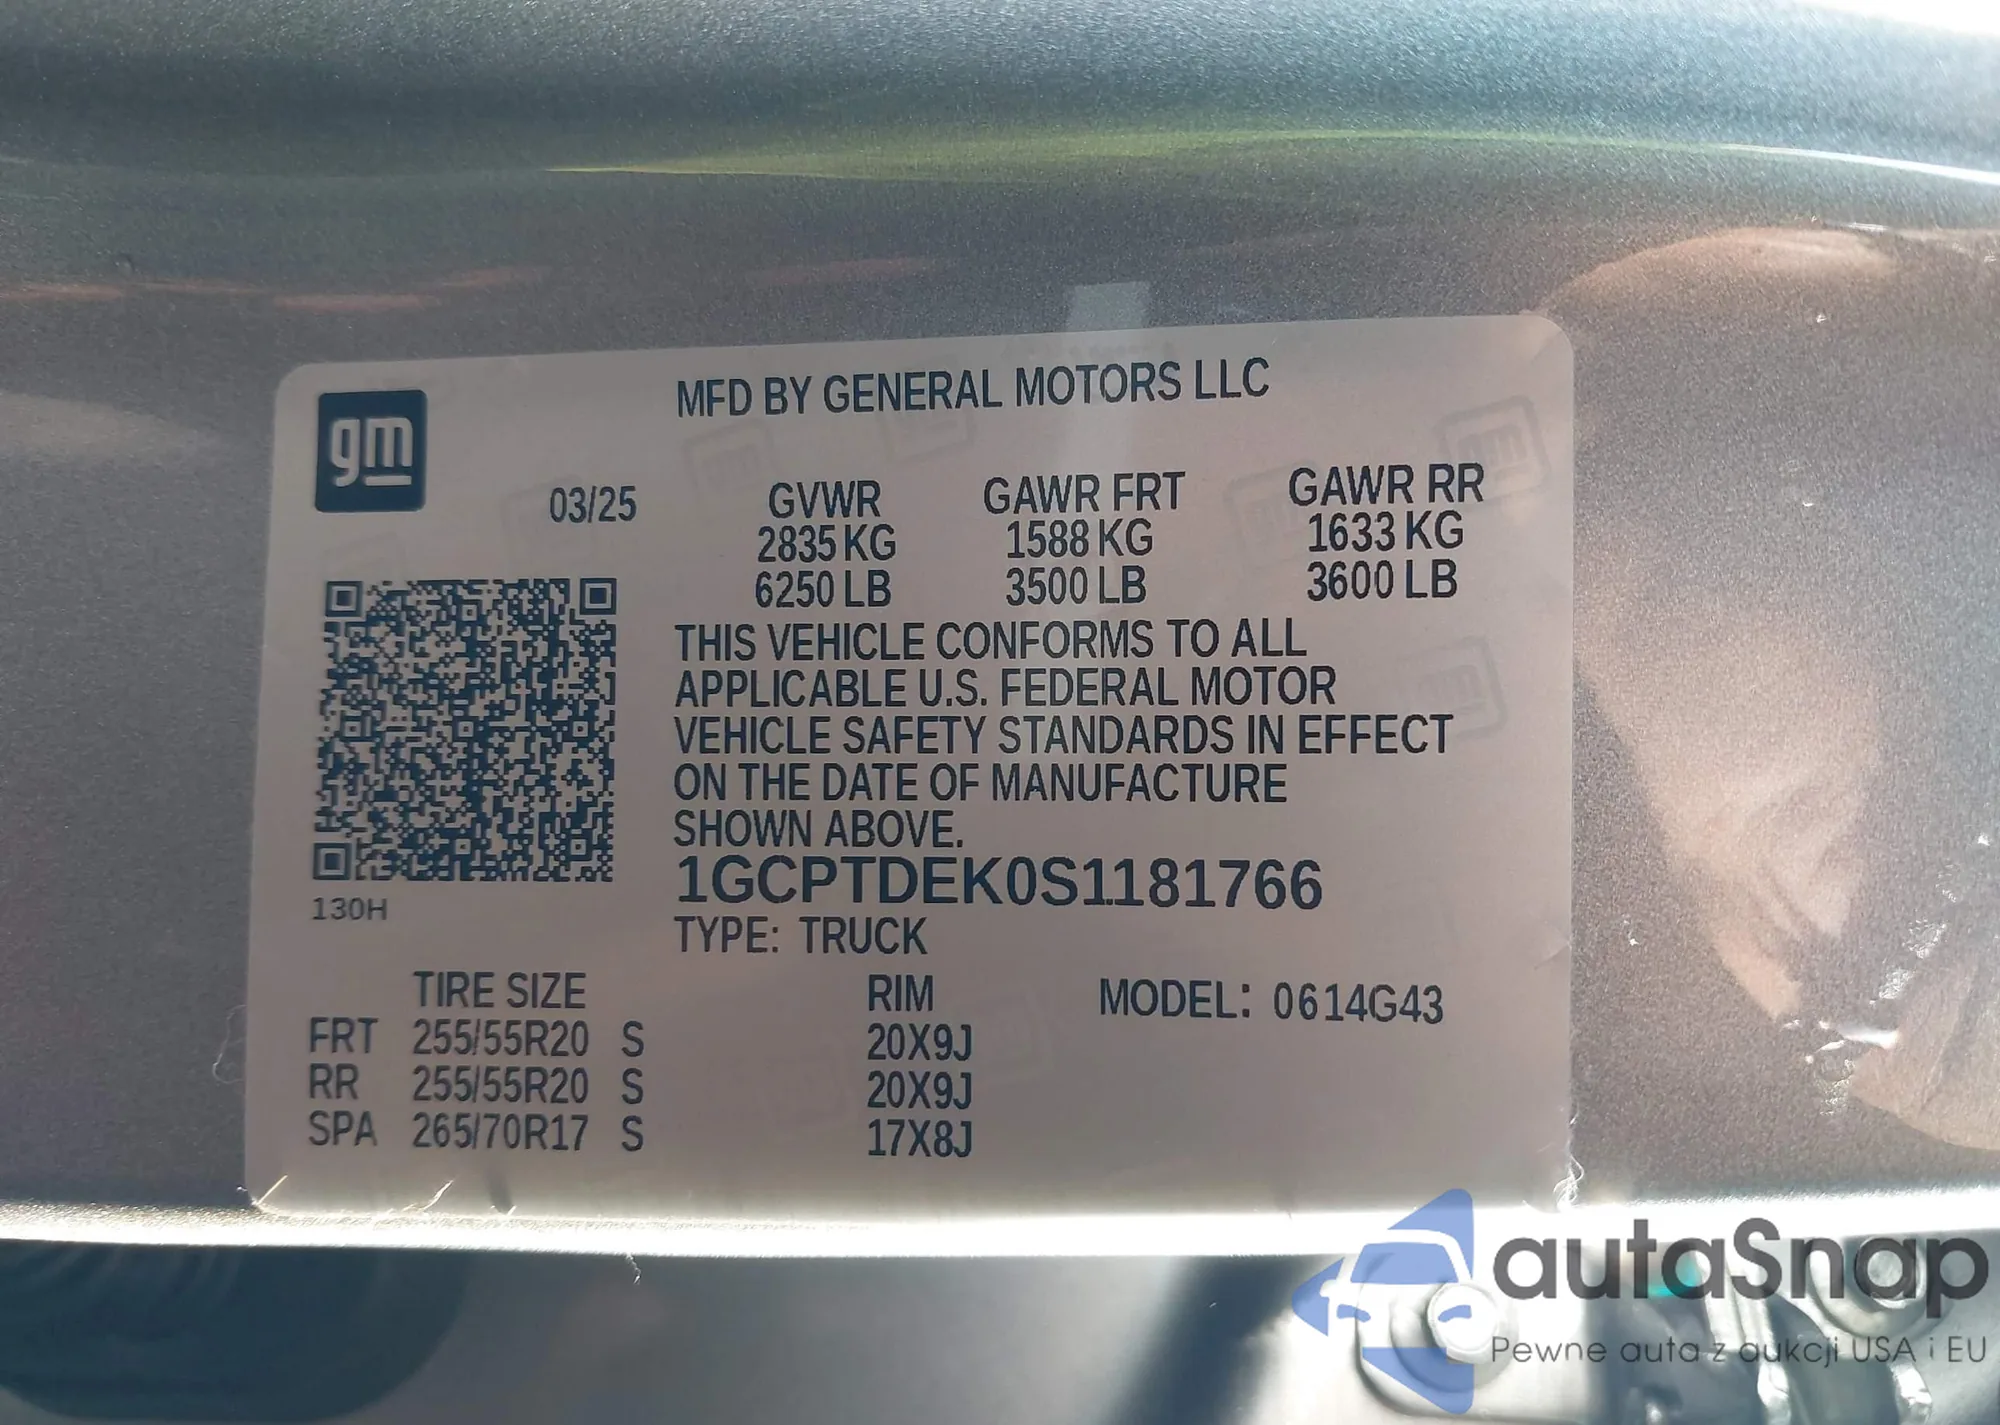 gm
MFD BY GENERAL MOTORS LLC
03/25 GVWR GAWR FRT GAWR RR
2835 KG 1588 KG 1633 KG
6250 LB 3500 LB 3600 LB
THIS VEHICLE CONFORMS TO ALL
APPLICABLE U.S. FEDERAL MOTOR
VEHICLE SAFETY STANDARDS IN EFFECT
ON THE DATE OF MANUFACTURE
SHOWN ABOVE.
1GCPTDEK0S1181766
130H
TYPE: TRUCK
TIRE SIZE RIM MODEL: 0614G43
FRT 255/55R20 S 20X9J
RR 255/55R20 S 20X9J
SPA 265/70R17 S 17X8J
autaSnap
Pewne auta z aukcji USA i EU